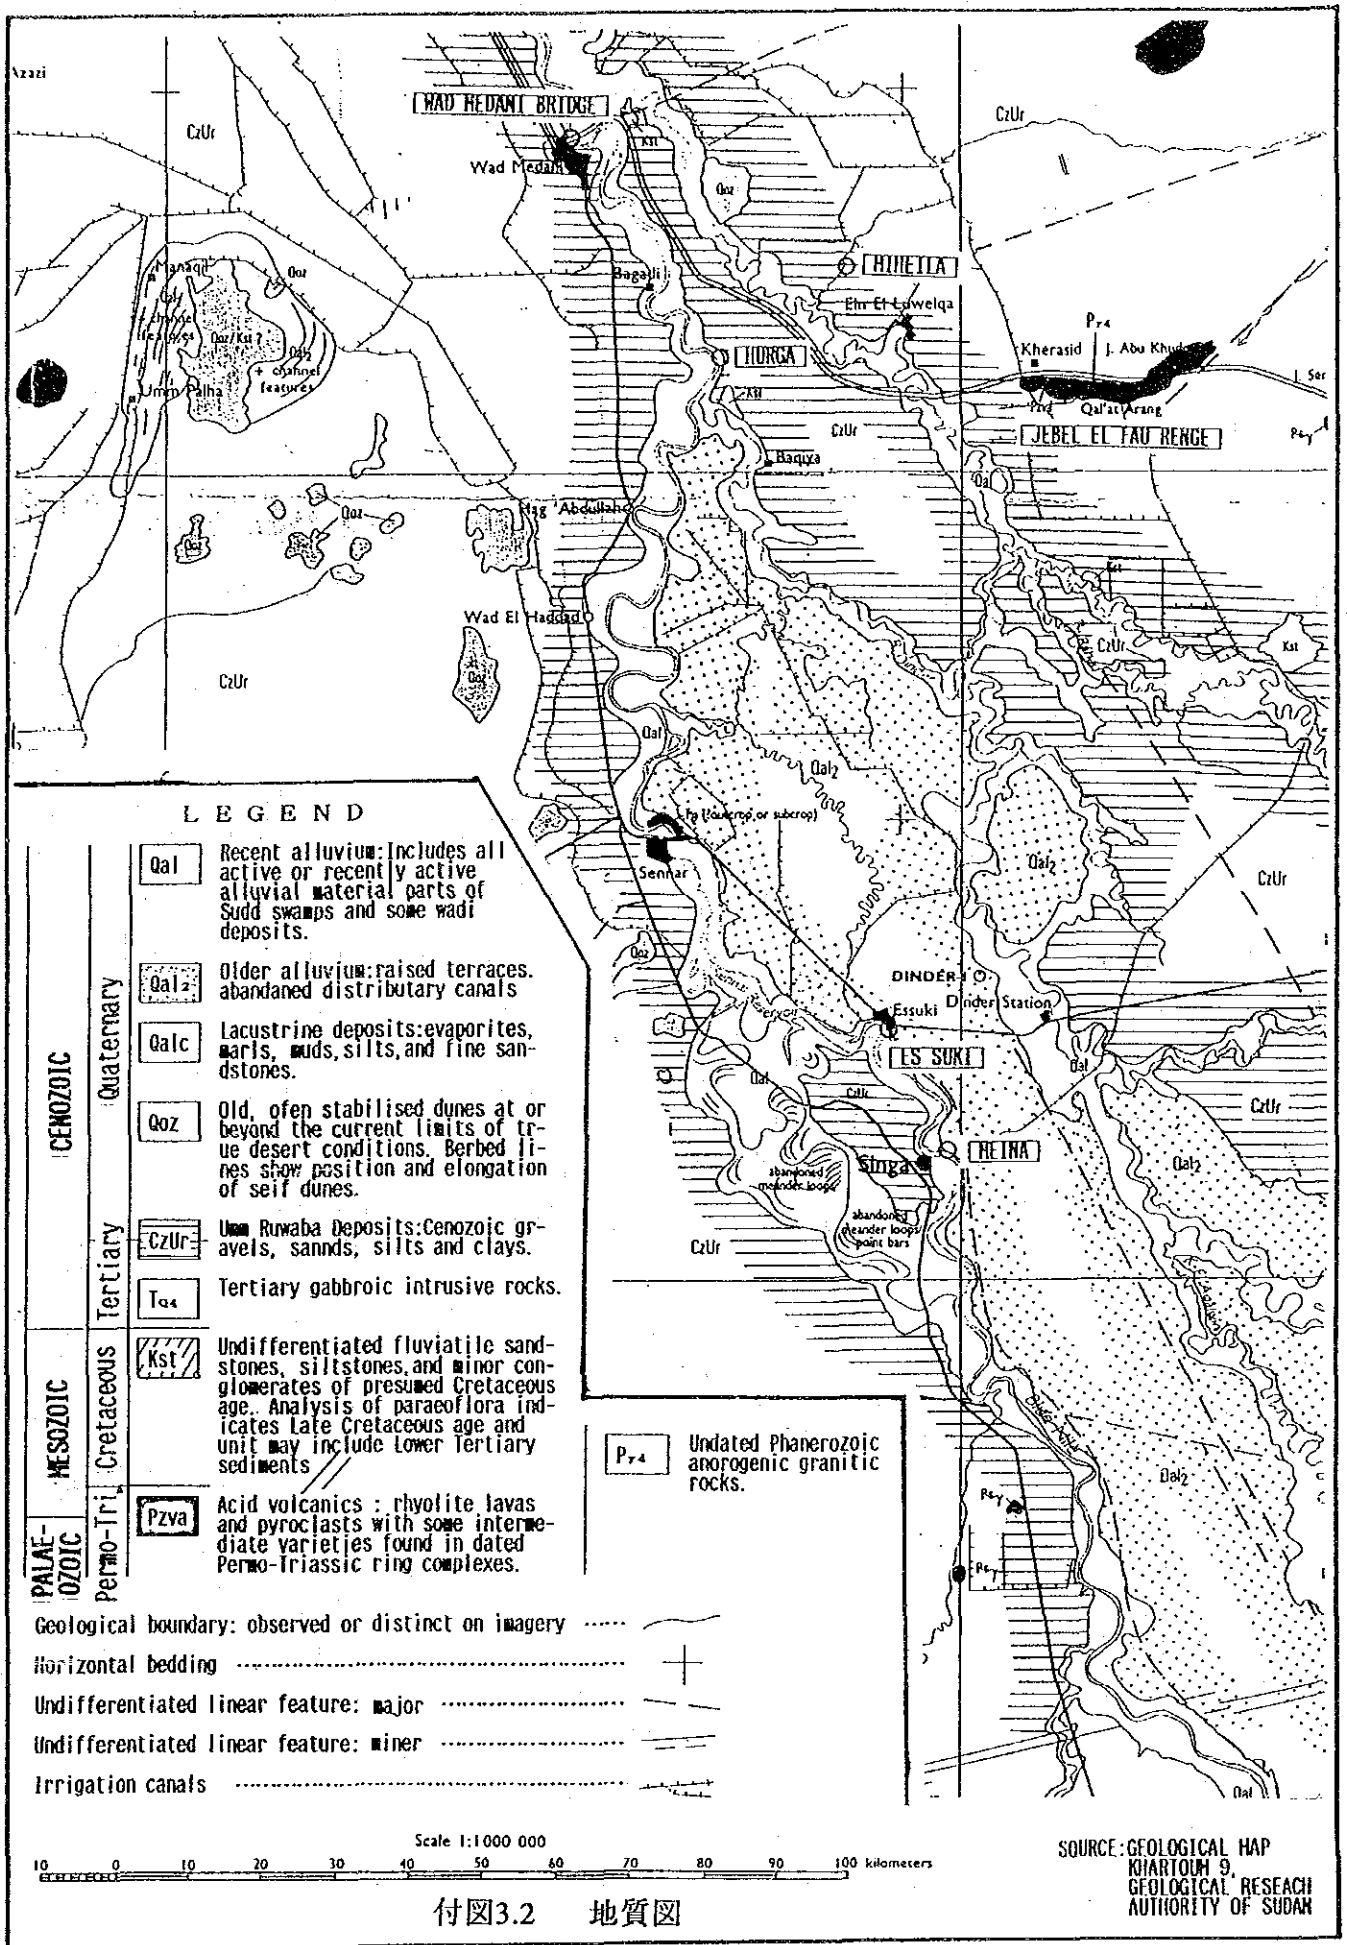 Azazi
CzUr
WAD MEDANI BRIDGE
Kst
CzUr
Wad Medani
Qoz
HIHEILA
Manaqil
Qoz
Bagadli
Ein El Luweiqa
channel
features
Qoz/Kst ?
Qal2
+ channel
features
P
Kherasid
HURGA
Umm Palha
Kst
Qal'at Arang
CzUr
JEBEL EL FAU RENGE
Baqiya
Hag 'Abdullah
Qoz
Qoz
Wad El Haddad
CzUr
Kst
CzUr
Qoz
Qal
Qal2
Sennar
Qal2
CzUr
Qoz
DINDER
Dinder Station
Essuki
ES SUKI
Qal
Qal
CzUr
CzUr
NEINA
Singa
Qal2
abandoned
meander loops
abandoned
meander loops
point bars
CzUr
Qal2
Qal
LEGEND
CENOZOIC
Quaternary
Tertiary
MESOZOIC
Cretaceous
PALAE-
OZOIC
Permo-Tri.
Qal
Recent alluvium:Includes all
active or recently active
alluvial material parts of
Sudd swamps and some wadi
deposits.
Qal2
Older alluvium:raised terraces.
abandaned distributary canals
Qalc
Lacustrine deposits:evaporites,
marls, muds,silts,and fine san-
dstones.
Qoz
Old, ofen stabilised dunes at or
beyond the current limits of tr-
ue desert conditions. Berbed li-
nes show position and elongation
of seif dunes.
CzUr
Umm Ruwaba Deposits:Cenozoic gr-
avels, sannds, silts and clays.
TQ4
Tertiary gabbroic intrusive rocks.
Kst
Undifferentiated fluviatile sand-
stones, siltstones,and minor con-
glomerates of presumed Cretaceous
age. Analysis of paraeoflora ind-
icates Late Cretaceous age and
unit may include Lower Tertiary
sediments
Pzva
Acid volcanics : rhyolite lavas
and pyroclasts with some interme-
diate varieties found in dated
Permo-Triassic ring complexes.
Pγ4
Undated Phanerozoic
anorogenic granitic
rocks.
Geological boundary: observed or distinct on imagery
Horizontal bedding
Undifferentiated linear feature: major
Undifferentiated linear feature: miner
Irrigation canals
Scale 1:1000 000
10 0 10 20 30 40 50 60 70 80 90 100 kilometers
付図3.2 地質図
SOURCE:GEOLOGICAL MAP
KHARTOUM 9,
GEOLOGICAL RESEACH
AUTHORITY OF SUDAN